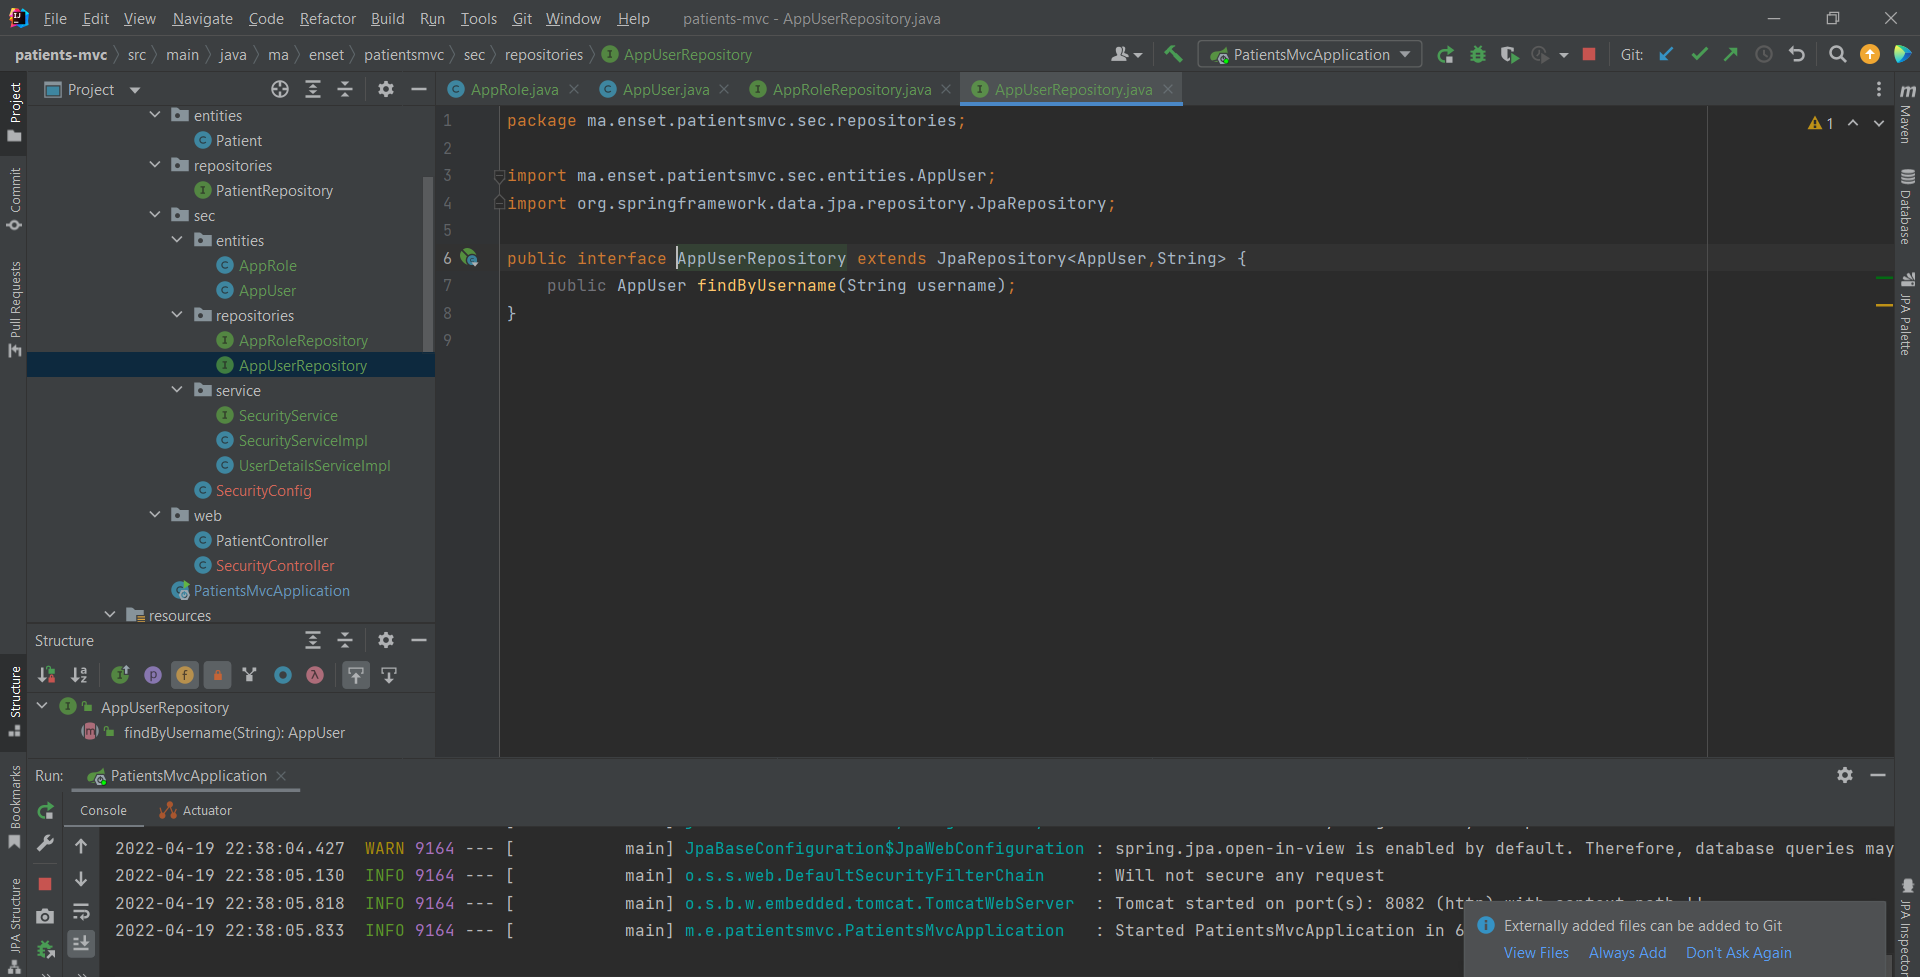 File Edit View Navigate Code Refactor Build Run Tools Git Window Help patients-mvc - AppUserRepository.java
patients-mvc src main java ma enset patientsmvc sec repositories AppUserRepository
PatientsMvcApplication
Git:
Project
AppRole.java
AppUser.java
AppRoleRepository.java
AppUserRepository.java
entities
Patient
repositories
PatientRepository
sec
entities
AppRole
AppUser
repositories
AppRoleRepository
AppUserRepository
service
SecurityService
SecurityServiceImpl
UserDetailsServiceImpl
SecurityConfig
web
PatientController
SecurityController
PatientsMvcApplication
resources
1 package ma.enset.patientsmvc.sec.repositories;
2
3 import ma.enset.patientsmvc.sec.entities.AppUser;
4 import org.springframework.data.jpa.repository.JpaRepository;
5
6 public interface AppUserRepository extends JpaRepository<AppUser,String> {
7 public AppUser findByUsername(String username);
8 }
9
1
Structure
AppUserRepository
findByUsername(String): AppUser
Project
Commit
Pull Requests
Structure
Bookmarks
JPA Structure
Maven
Database
JPA Palette
JPA Inspector
Run: PatientsMvcApplication
Console Actuator
2022-04-19 22:38:04.427 WARN 9164 --- [ main] JpaBaseConfiguration$JpaWebConfiguration : spring.jpa.open-in-view is enabled by default. Therefore, database queries may
2022-04-19 22:38:05.130 INFO 9164 --- [ main] o.s.s.web.DefaultSecurityFilterChain : Will not secure any request
2022-04-19 22:38:05.818 INFO 9164 --- [ main] o.s.b.w.embedded.tomcat.TomcatWebServer : Tomcat started on port(s): 8082 (http) with context path ''
2022-04-19 22:38:05.833 INFO 9164 --- [ main] m.e.patientsmvc.PatientsMvcApplication : Started PatientsMvcApplication in 6
Externally added files can be added to Git
View Files Always Add Don't Ask Again